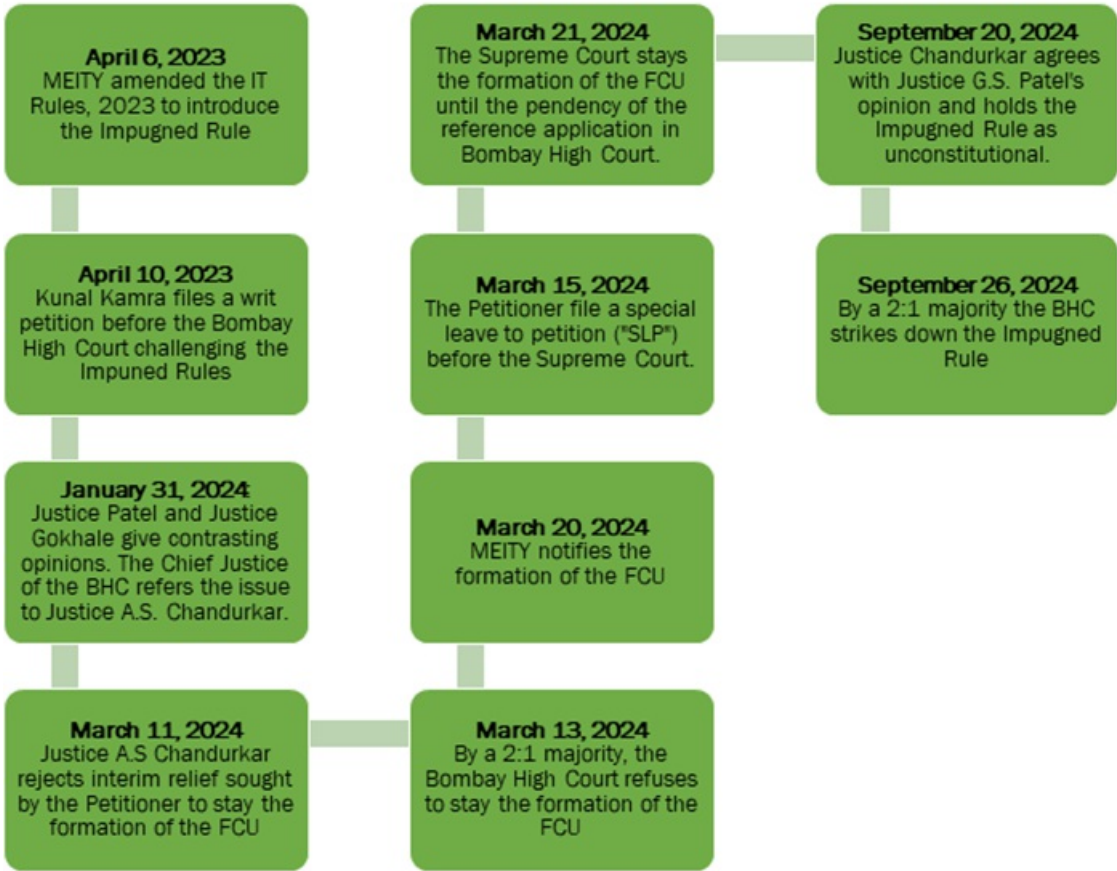 April 6, 2023
MEITY amended the IT
Rules, 2023 to introduce
the Impugned Rule
April 10, 2023
Kunal Kamra files a writ
petition before the Bombay
High Court challenging the
Impuned Rules
January 31, 2024:
Justice Patel and Justice
Gokhale give contrasting
opinions. The Chief Justice
of the BHC refers the issue
to Justice A.S. Chandurkar.
March 11, 2024
Justice A.S Chandurkar
rejects interim relief sought
by the Petitioner to stay the
formation of the FCU
March 13, 2024
By a 2:1 majority, the
Bombay High Court refuses
to stay the formation of the
FCU
March 20, 2024
MEITY notifies the
formation of the FCU
March 15, 2024
The Petitioner file a special
leave to petition ("SLP")
before the Supreme Court.
March 21, 2024
The Supreme Court stays
the formation of the FCU
until the pendency of the
reference application in
Bombay High Court.
September 20, 2024
Justice Chandurkar agrees
with Justice G.S. Patel's
opinion and holds the
Impugned Rule as
unconstitutional.
September 26, 2024
By a 2:1 majority the BHC
strikes down the Impugned
Rule